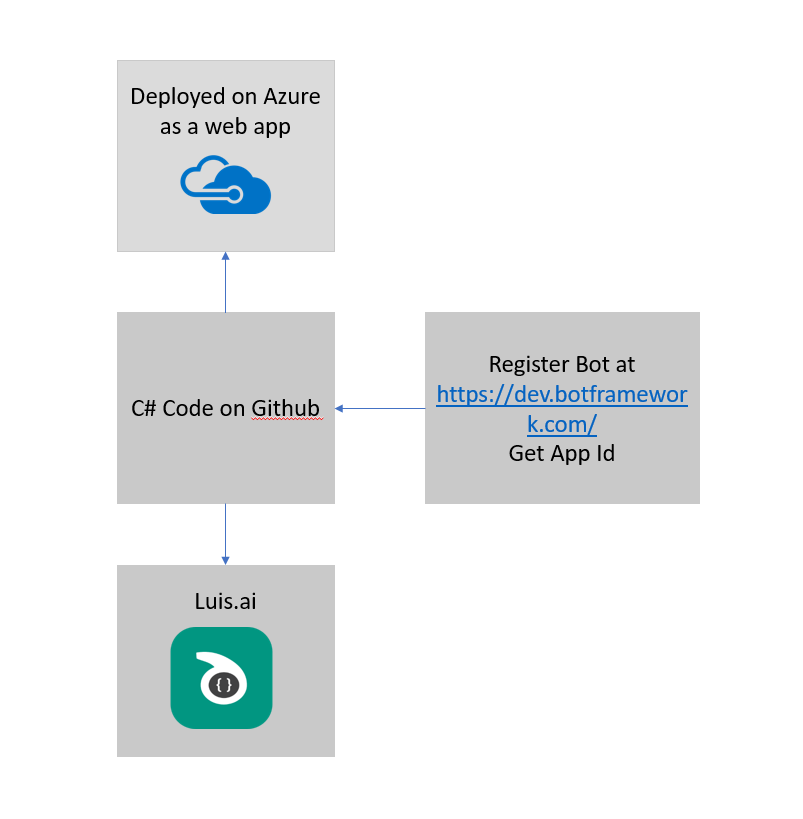 Deployed on Azure
as a web app
C# Code on Github
Register Bot at
https://dev.botframewor
k.com/
Get App Id
Luis.ai
{ }